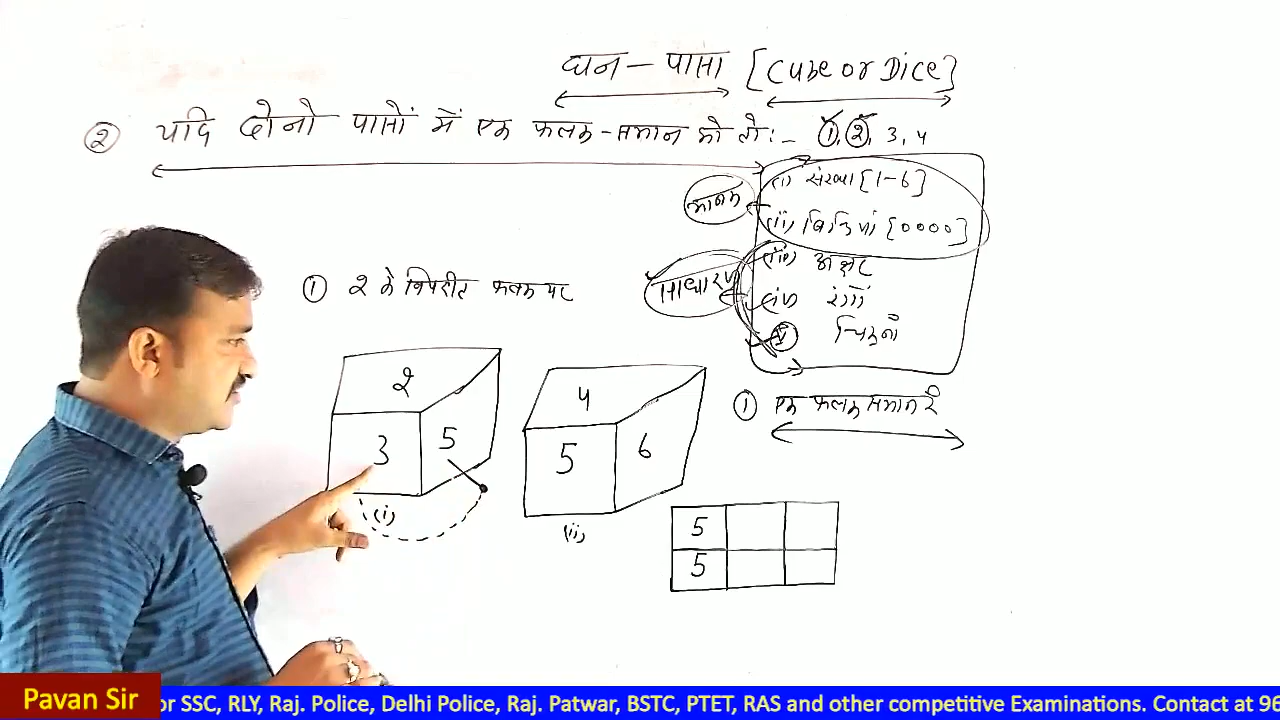 घन – पासा [Cube or Dice]
② यदि दोनो पासों में एक फलक-समान हो तो:- ①, ②, 3, 4
(i) संख्या [1-6]
मानक
(ii) बिन्दियां [0000]
(iii) अक्षर
साधारण
(iv) रंगों
(v)
① 2 के विपरीत फलक पर
2
3 5
(i)
4
5 6
(ii)
① एक फलक समान है
5
5
Pavan Sir
or SSC, RLY, Raj. Police, Delhi Police, Raj. Patwar, BSTC, PTET, RAS and other competitive Examinations. Contact at 96